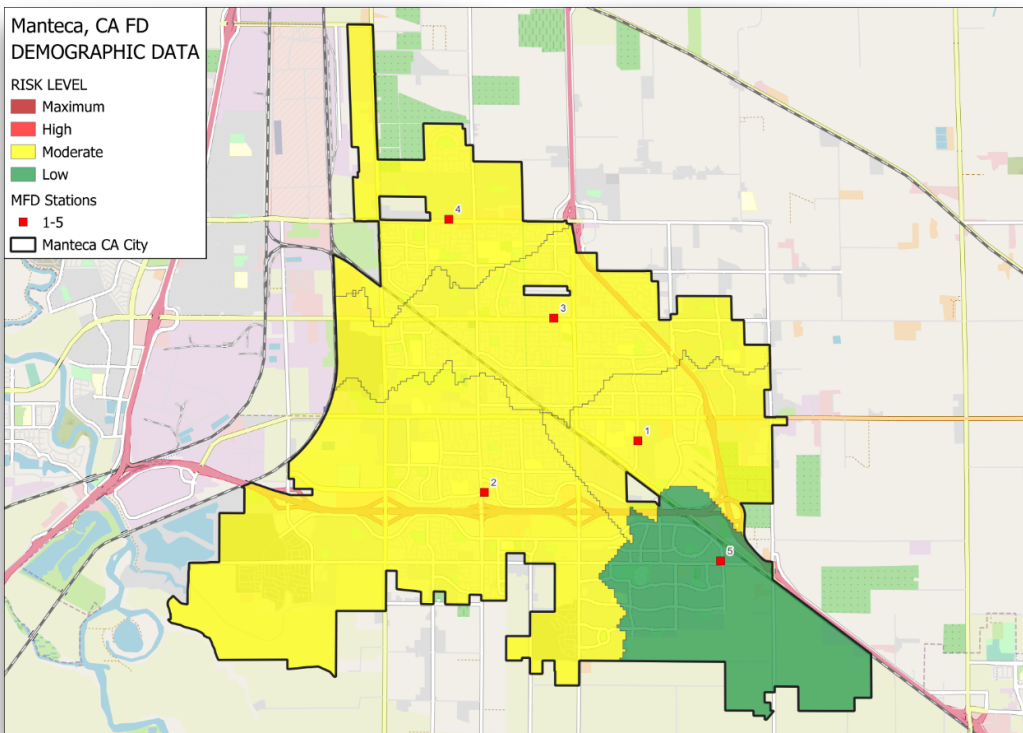 Manteca, CA FD
DEMOGRAPHIC DATA
RISK LEVEL
Maximum
High
Moderate
Low
MFD Stations
1-5
Manteca CA City
4
3
1
2
5